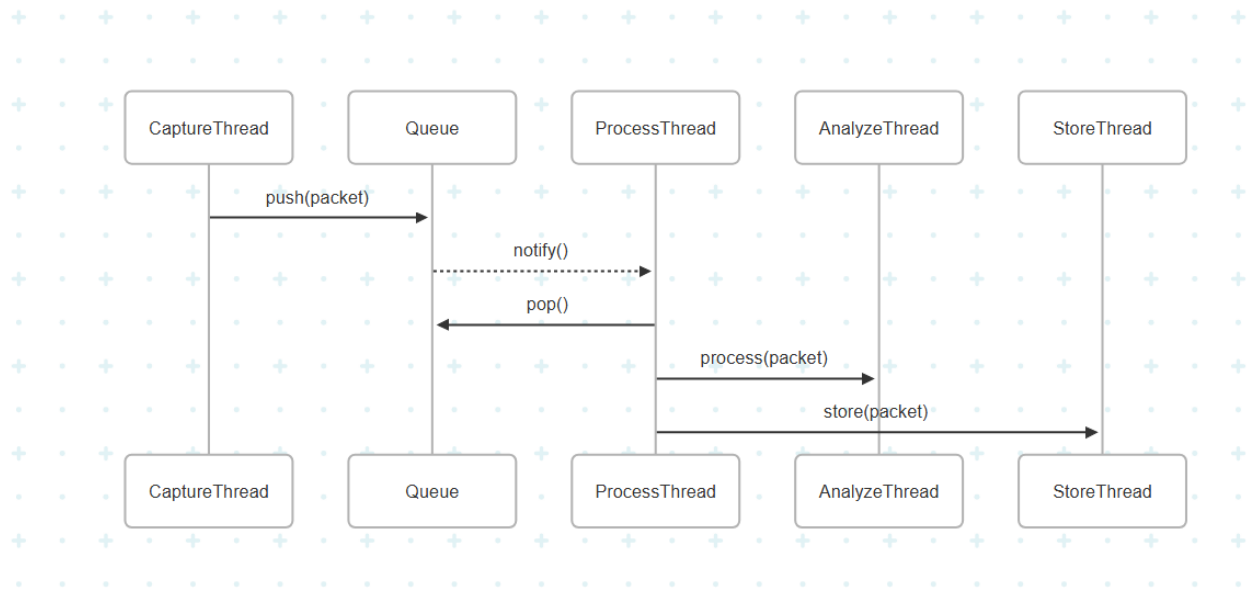 CaptureThread
Queue
ProcessThread
AnalyzeThread
StoreThread
push(packet)
notify()
pop()
process(packet)
store(packet)
CaptureThread
Queue
ProcessThread
AnalyzeThread
StoreThread